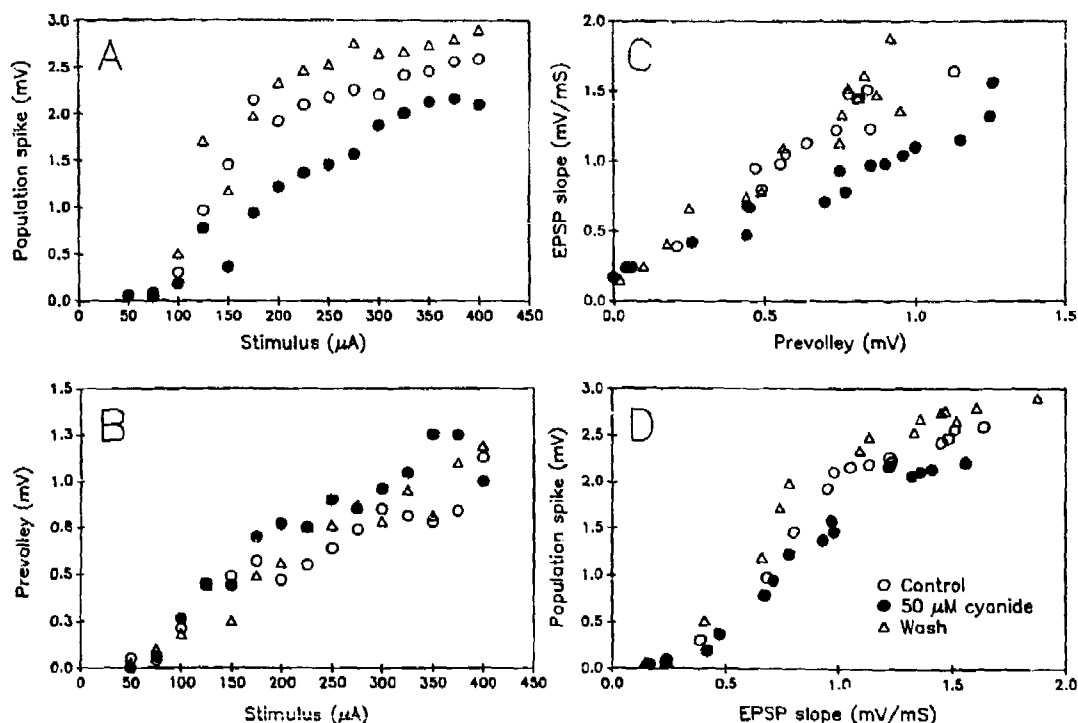 A
3.0
2.5
2.0
1.5
1.0
0.5
0.0
Population spike (mV)
0 50 100 150 200 250 300 350 400 450
Stimulus (μA)
C
2.0
1.5
1.0
0.5
0.0
EPSP slope (mV/mS)
0.0 0.5 1.0 1.5
Prevolley (mV)
B
1.5
1.3
1.0
0.8
0.5
0.3
0.0
Prevolley (mV)
0 50 100 150 200 250 300 350 400 450
Stimulus (μA)
D
3.0
2.5
2.0
1.5
1.0
0.5
0.0
Population spike (mV)
Control
50 μM cyanide
Wash
0.0 0.5 1.0 1.5 2.0
EPSP slope (mV/mS)